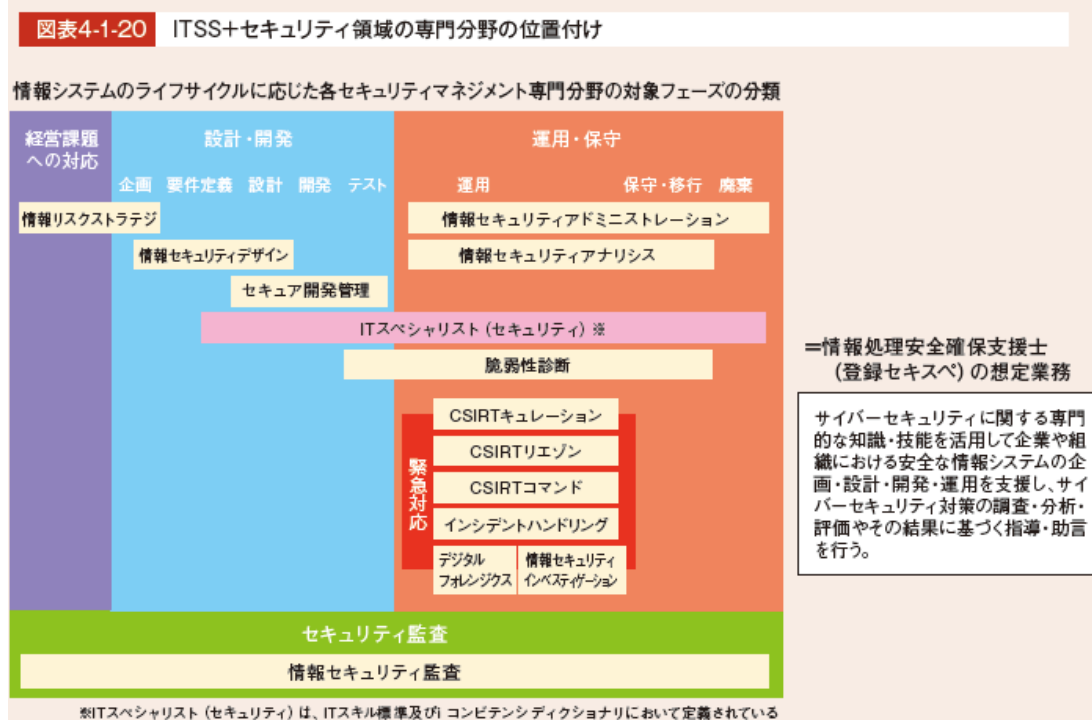 図表4-1-20 ITSS+セキュリティ領域の専門分野の位置付け
情報システムのライフサイクルに応じた各セキュリティマネジメント専門分野の対象フェーズの分類
経営課題
への対応
設計・開発
運用・保守
企画 要件定義 設計 開発 テスト
運用 保守・移行 廃棄
情報リスクストラテジ
情報セキュリティアドミニストレーション
情報セキュリティデザイン
情報セキュリティアナリシス
セキュア開発管理
ITスペシャリスト(セキュリティ)※
脆弱性診断
緊急対応
CSIRTキュレーション
CSIRTリエゾン
CSIRTコマンド
インシデントハンドリング
デジタル
フォレンジクス
情報セキュリティ
インベスティゲーション
セキュリティ監査
情報セキュリティ監査
=情報処理安全確保支援士
(登録セキスペ)の想定業務
サイバーセキュリティに関する専門
的な知識・技能を活用して企業や組
織における安全な情報システムの企
画・設計・開発・運用を支援し、サイ
バーセキュリティ対策の調査・分析・
評価やその結果に基づく指導・助言
を行う。
※ITスペシャリスト(セキュリティ)は、ITスキル標準及びi コンピテンシ ディクショナリにおいて定義されている